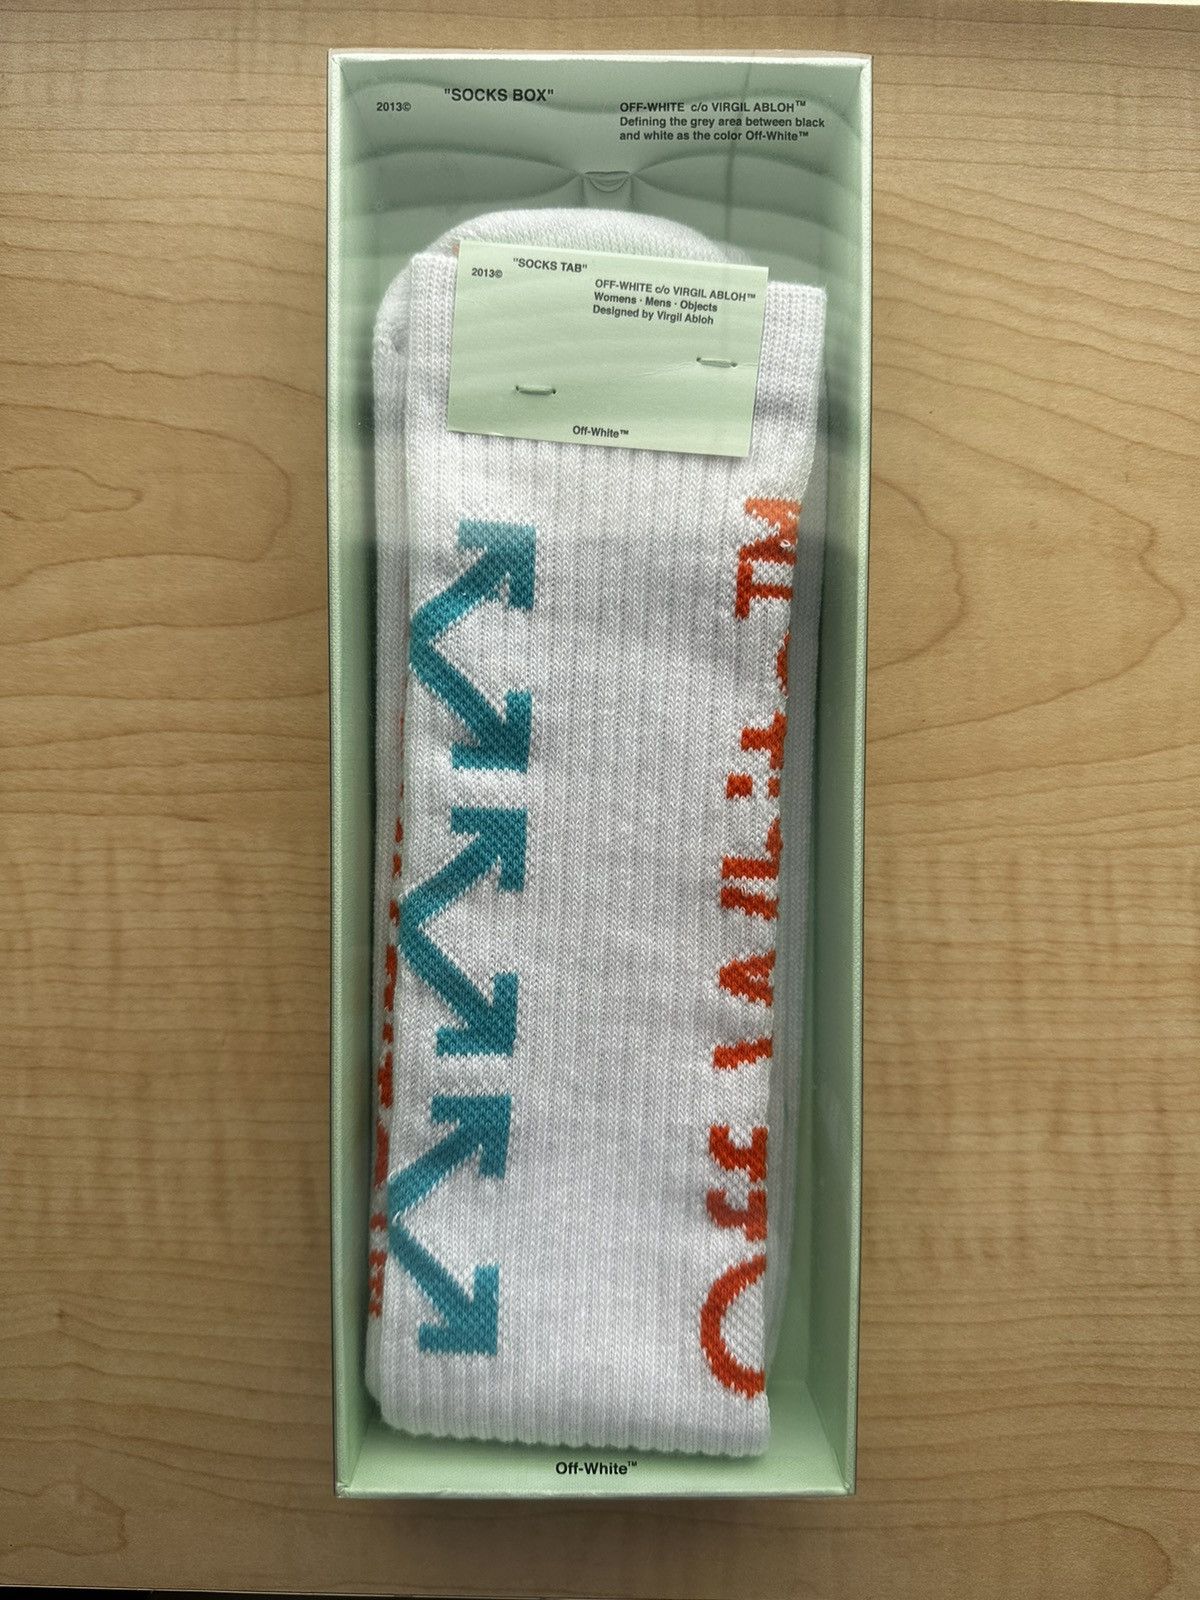 "SOCKS BOX"
2013©
OFF-WHITE c/o VIRGIL ABLOH™
Defining the grey area between black
and white as the color Off-White™
"SOCKS TAB"
2013©
OFF-WHITE c/o VIRGIL ABLOH™
Womens · Mens · Objects
Designed by Virgil Abloh
Off-White™
Off-White™